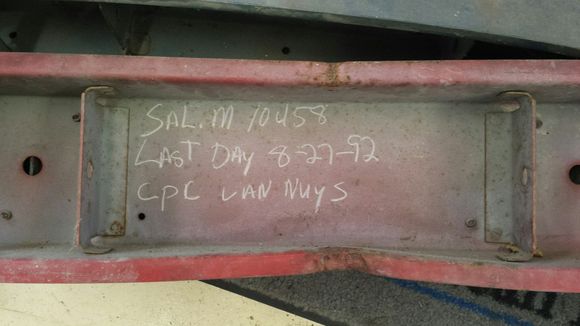 SAL. M 10458
LAST DAY 8-27-92
CPC VAN NUYS